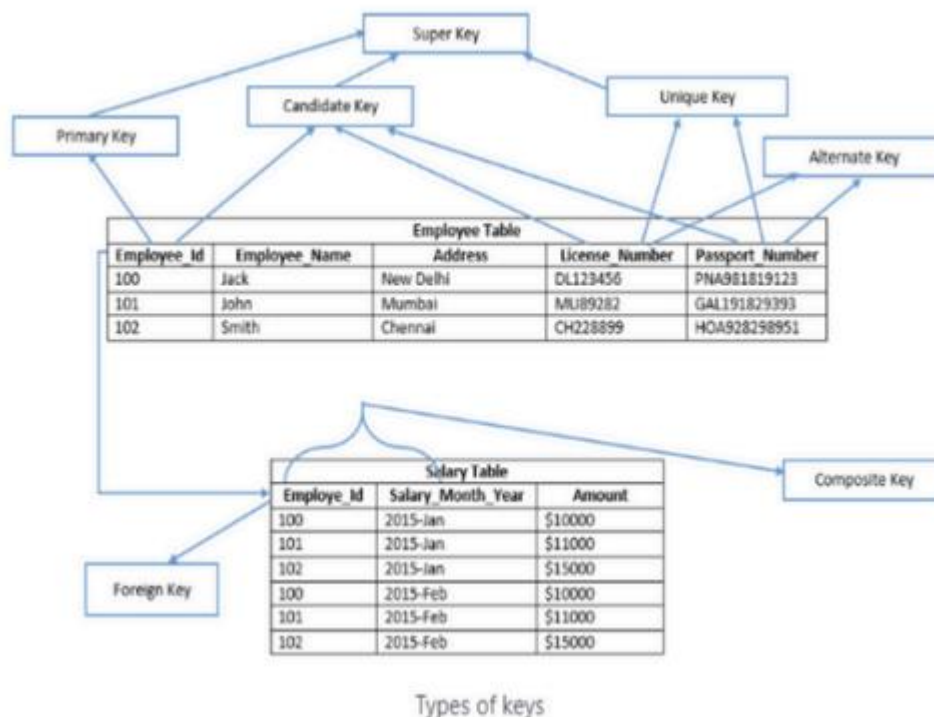 Super Key
Candidate Key
Unique Key
Primary Key
Alternate Key
Employee Table
Employee_Id Employee_Name Address License_Number Passport_Number
100 Jack New Delhi DL123456 PNA981819123
101 John Mumbai MU89282 GAL191829393
102 Smith Chennai CH228899 HOA928298951
Salary Table
Employe_Id Salary_Month_Year Amount
100 2015-Jan $10000
101 2015-Jan $11000
102 2015-Jan $15000
100 2015-Feb $10000
101 2015-Feb $11000
102 2015-Feb $15000
Composite Key
Foreign Key
Types of keys